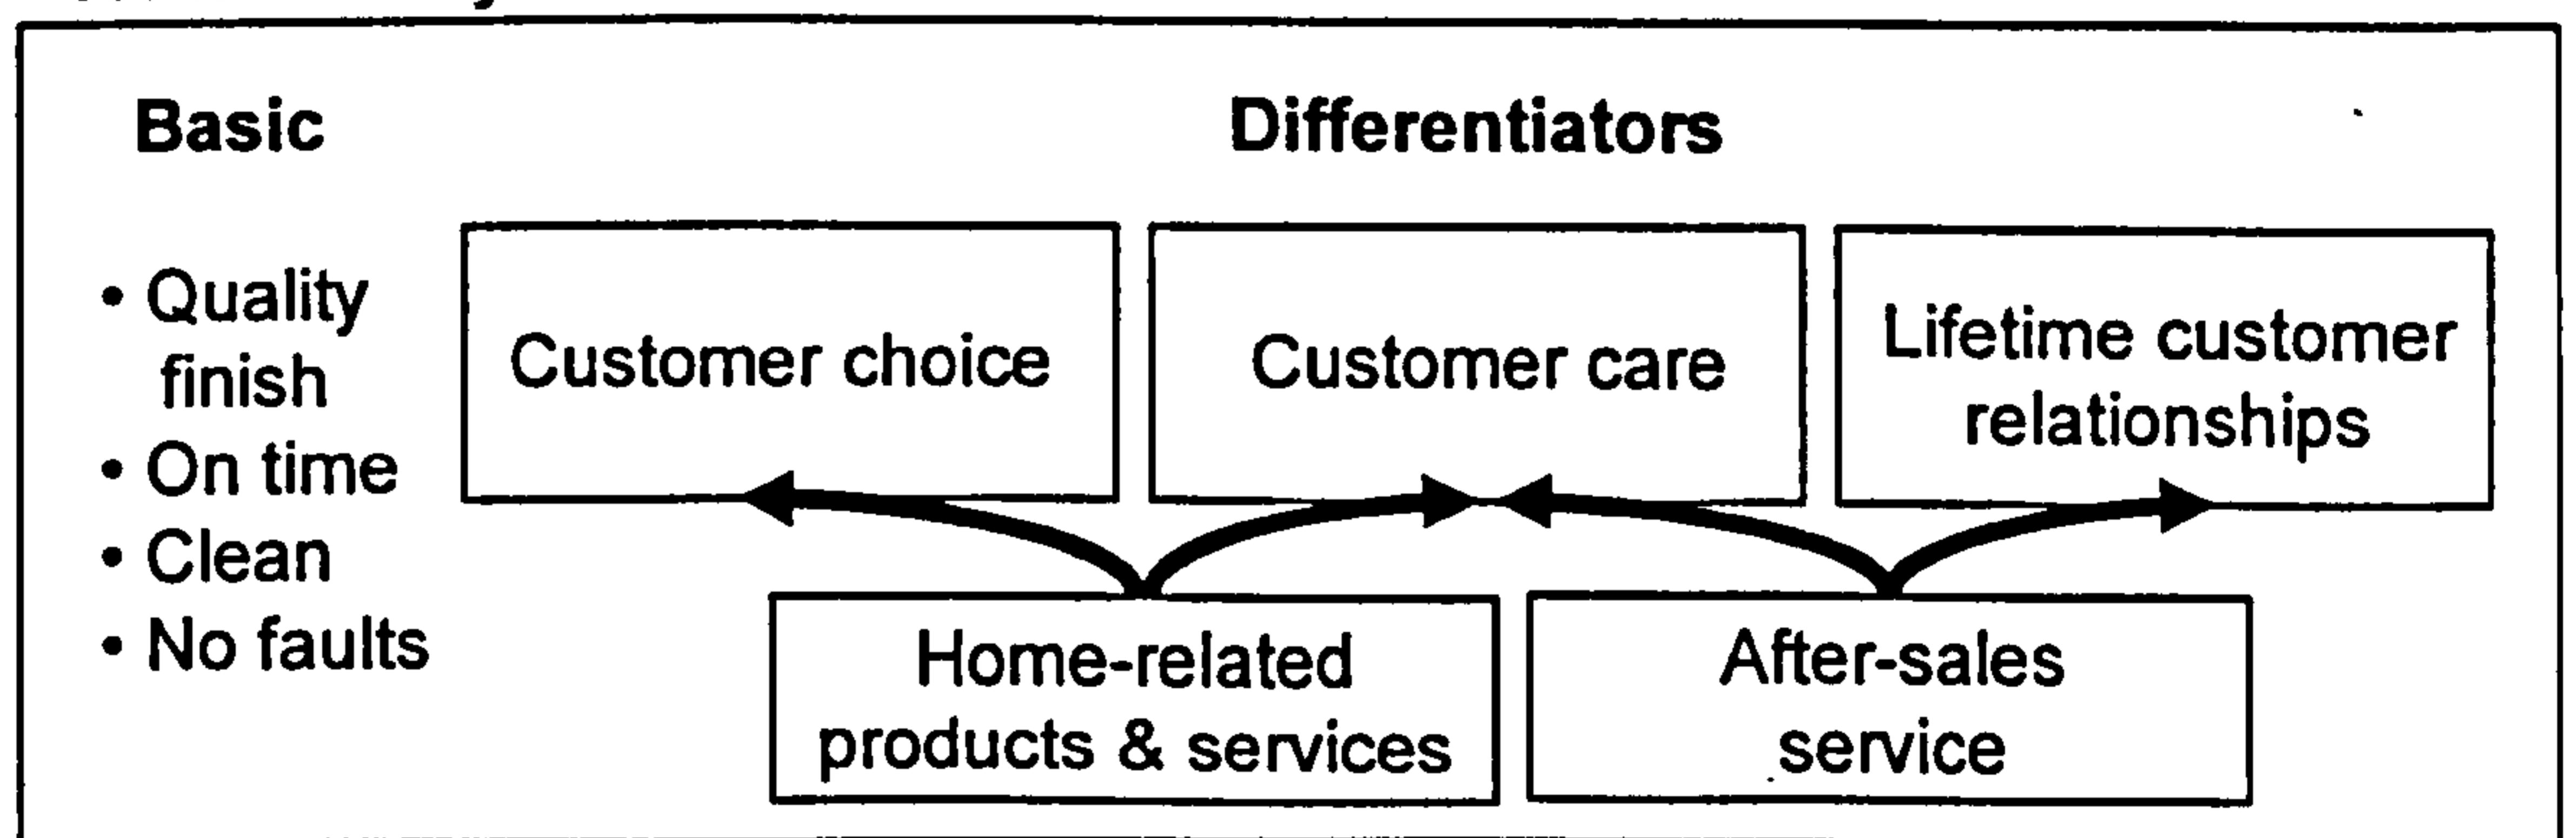 Basic
Differentiators
• Quality
finish
• On time
• Clean
• No faults
Customer choice
Customer care
Lifetime customer
relationships
Home-related
products & services
After-sales
service